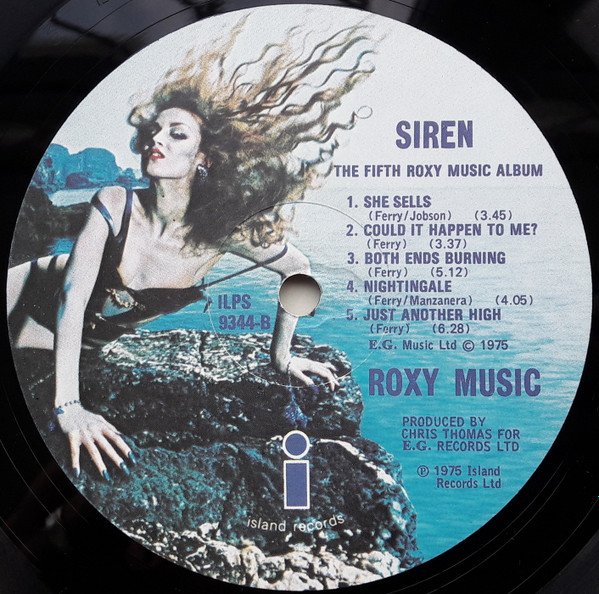 SIREN
THE FIFTH ROXY MUSIC ALBUM
1. SHE SELLS
(Ferry/Jobson) (3.45)
2. COULD IT HAPPEN TO ME?
(Ferry) (3.37)
3. BOTH ENDS BURNING
(Ferry) (5.12)
4. NIGHTINGALE
(Ferry/Manzanera) (4.05)
5. JUST ANOTHER HIGH
(Ferry) (6.28)
E.G. Music Ltd © 1975
ILPS
9344-B
ROXY MUSIC
PRODUCED BY
CHRIS THOMAS FOR
E.G. RECORDS LTD
℗ 1975 Island
Records Ltd
i
island records